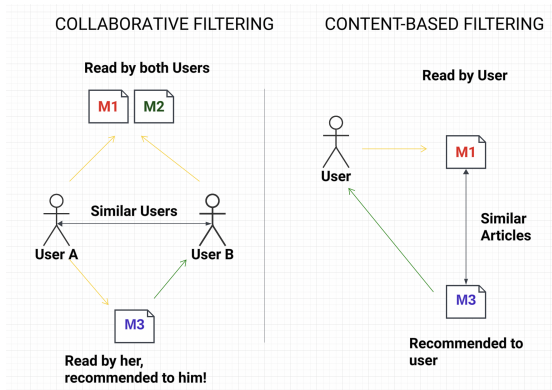 COLLABORATIVE FILTERING
Read by both Users
M1 M2
Similar Users
User A
User B
M3
Read by her,
recommended to him!
CONTENT-BASED FILTERING
Read by User
User
M1
Similar
Articles
M3
Recommended to
user